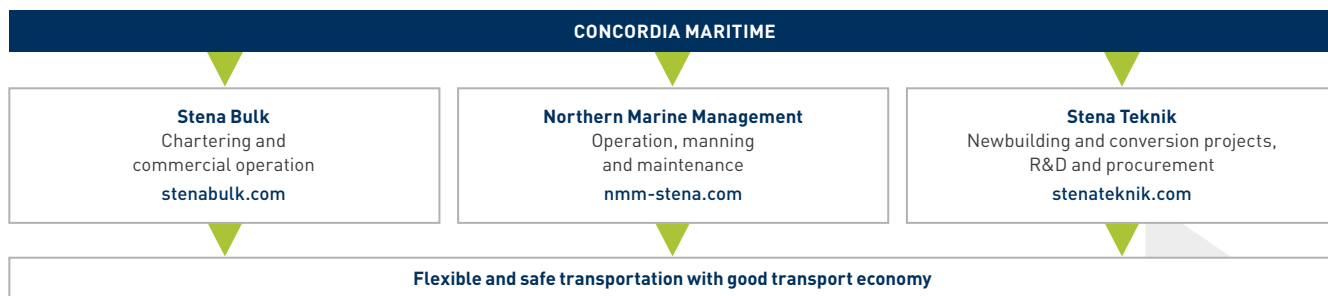 CONCORDIA MARITIME
Stena Bulk
Chartering and
commercial operation
stenabulk.com
Northern Marine Management
Operation, manning
and maintenance
nmm-stena.com
Stena Teknik
Newbuilding and conversion projects,
R&D and procurement
stenateknik.com
Flexible and safe transportation with good transport economy